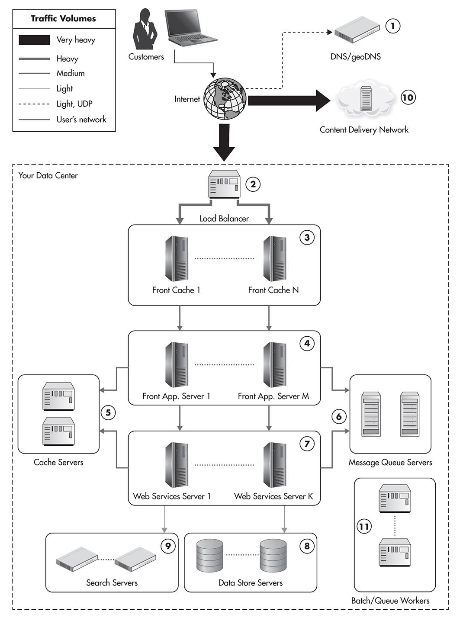 Traffic Volumes
Very heavy
Heavy
Medium
Light
Light, UDP
User's network
Customers
1
DNS/geoDNS
Internet
10
Content Delivery Network
Your Data Center
2
Load Balancer
3
Front Cache 1
Front Cache N
4
Front App. Server 1
Front App. Server M
5
Cache Servers
6
Message Queue Servers
7
Web Services Server 1
Web Services Server K
9
Search Servers
8
Data Store Servers
11
Batch/Queue Workers